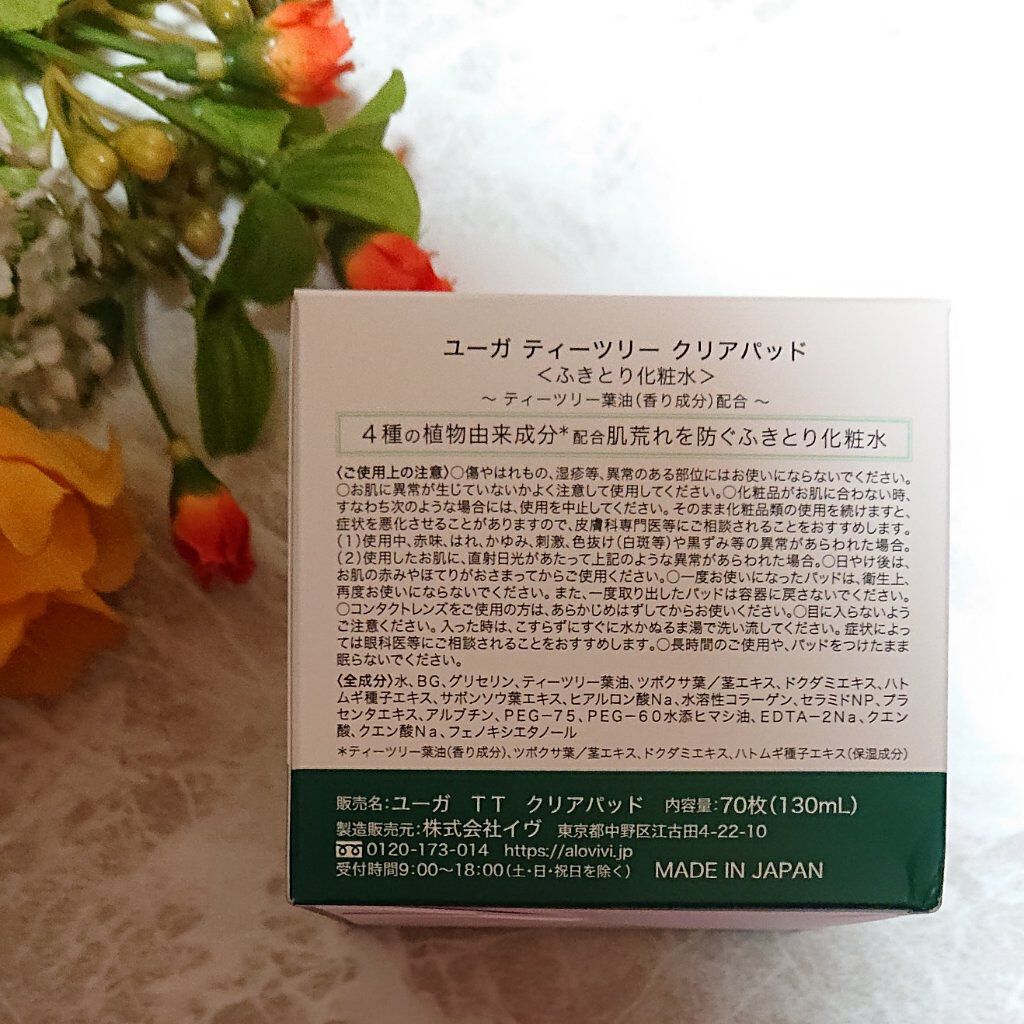 ユーガ ティーツリー クリアパッド
＜ふきとり化粧水＞
～ ティーツリー葉油(香り成分)配合 ～
4種の植物由来成分*配合肌荒れを防ぐふきとり化粧水
〈ご使用上の注意〉○傷やはれもの、湿疹等、異常のある部位にはお使いにならないでください。
○お肌に異常が生じていないかよく注意して使用してください。○化粧品がお肌に合わない時、
すなわち次のような場合には、使用を中止してください。そのまま化粧品類の使用を続けますと、
症状を悪化させることがありますので、皮膚科専門医等にご相談されることをおすすめします。
(1)使用中、赤味、はれ、かゆみ、刺激、色抜け(白斑等)や黒ずみ等の異常があらわれた場合。
(2)使用したお肌に、直射日光があたって上記のような異常があらわれた場合。○日やけ後は、
お肌の赤みやほてりがおさまってからご使用ください。○一度お使いになったパッドは、衛生上、
再度お使いにならないでください。また、一度取り出したパッドは容器に戻さないでください。
○コンタクトレンズをご使用の方は、あらかじめはずしてからお使いください。○目に入らないよう
ご注意ください。入った時は、こすらずにすぐに水かぬるま湯で洗い流してください。症状によっ
ては眼科医等にご相談されることをおすすめします。○長時間のご使用や、パッドをつけたまま
眠らないでください。
〈全成分〉水、BG、グリセリン、ティーツリー葉油、ツボクサ葉／茎エキス、ドクダミエキス、ハト
ムギ種子エキス、サボンソウ葉エキス、ヒアルロン酸Na、水溶性コラーゲン、セラミドNP、プラ
センタエキス、アルブチン、PEG－75、PEG－60水添ヒマシ油、EDTA－2Na、クエン
酸、クエン酸Na、フェノキシエタノール
*ティーツリー葉油(香り成分)、ツボクサ葉／茎エキス、ドクダミエキス、ハトムギ種子エキス(保湿成分)
販売名:ユーガ　TT　クリアパッド　内容量:70枚(130mL)
製造販売元:株式会社イヴ　東京都中野区江古田4-22-10
0120-173-014　https://alovivi.jp
受付時間9:00～18:00(土・日・祝日を除く)　MADE IN JAPAN